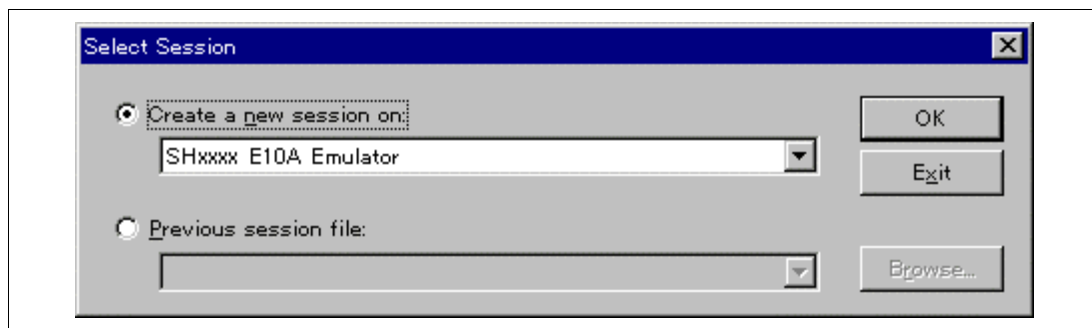 Select Session
Create a new session on:
OK
SHxxxx E10A Emulator
Exit
Previous session file:
Browse...